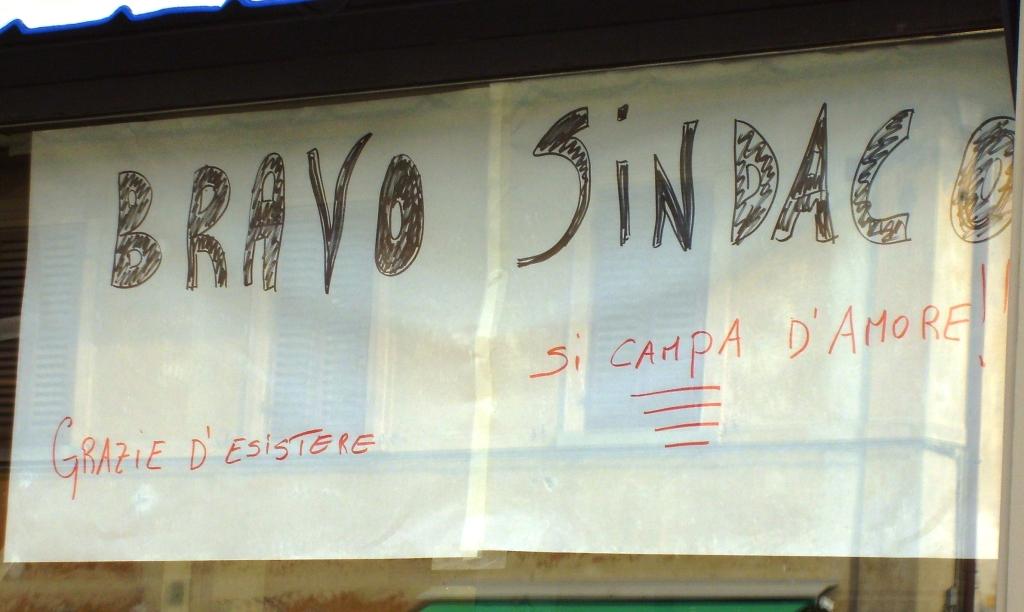 BRAVO SiNDACO
Si CAMPA D'AMORE!!
GRAZIE D'ESISTERE